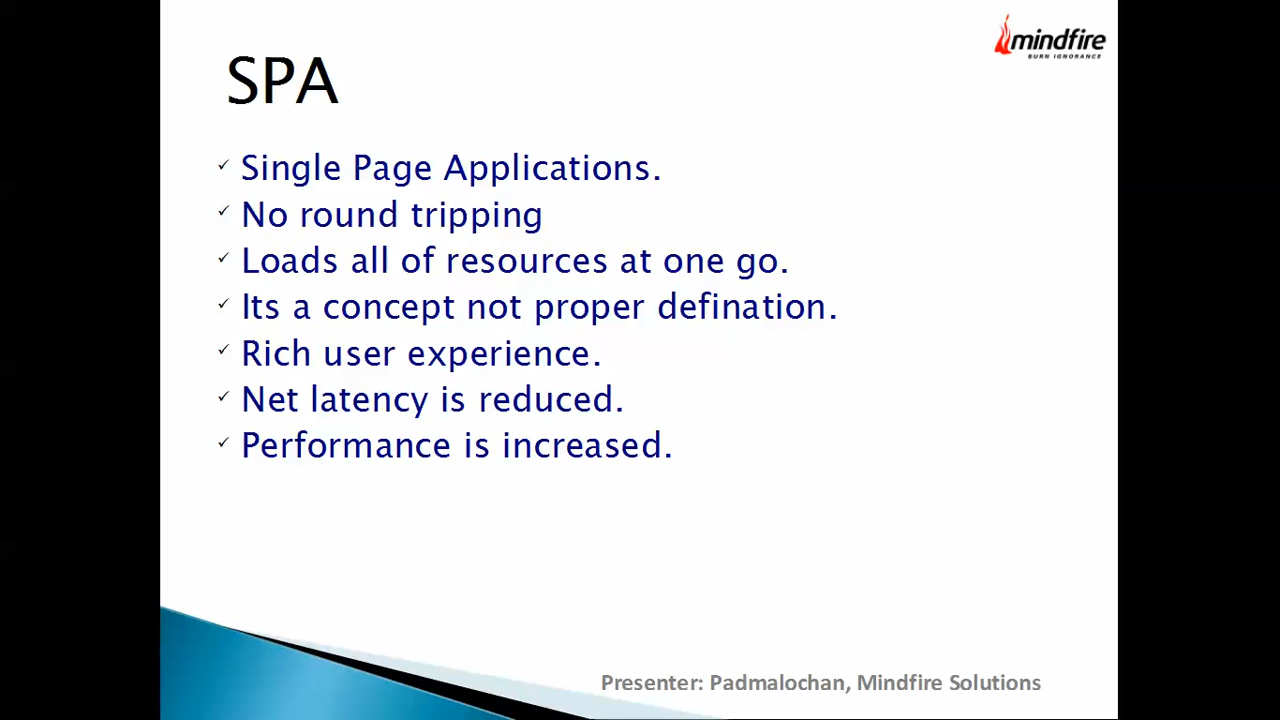 mindfire
BURN IGNORANCE
SPA
✓ Single Page Applications.
✓ No round tripping
✓ Loads all of resources at one go.
✓ Its a concept not proper defination.
✓ Rich user experience.
✓ Net latency is reduced.
✓ Performance is increased.
Presenter: Padmalochan, Mindfire Solutions